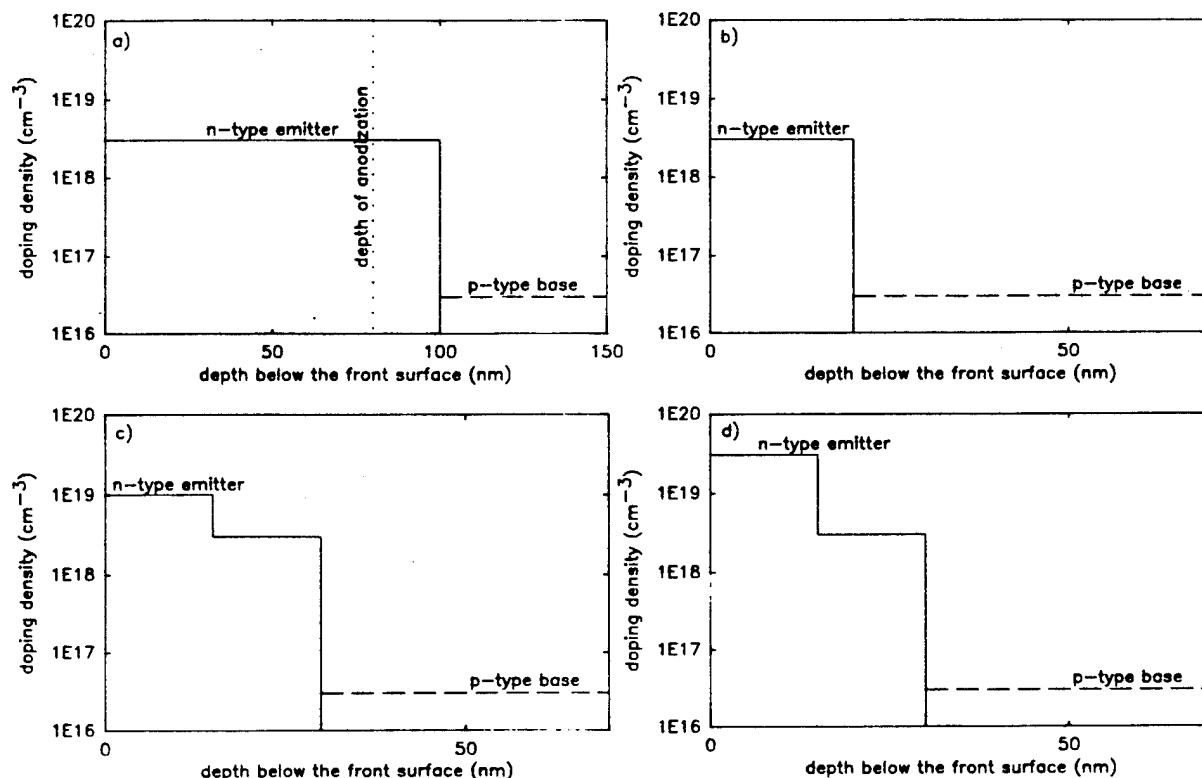 a)
1E20
1E19
1E18
1E17
1E16
doping density (cm⁻³)
n-type emitter
depth of anodization
p-type base
0
50
100
150
depth below the front surface (nm)
b)
1E20
1E19
1E18
1E17
1E16
doping density (cm⁻³)
n-type emitter
p-type base
0
50
depth below the front surface (nm)
c)
1E20
1E19
1E18
1E17
1E16
doping density (cm⁻³)
n-type emitter
p-type base
0
50
depth below the front surface (nm)
d)
1E20
1E19
1E18
1E17
1E16
doping density (cm⁻³)
n-type emitter
p-type base
0
50
depth below the front surface (nm)